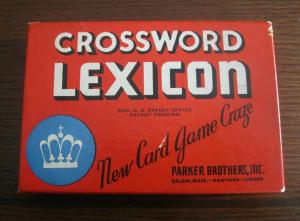 CROSSWORD
LEXICON
REG. U. S. PATENT OFFICE
PATENT PENDING
New Card Game Craze
PARKER BROTHERS, INC.
SALEM, MASS. • NEW YORK • LONDON